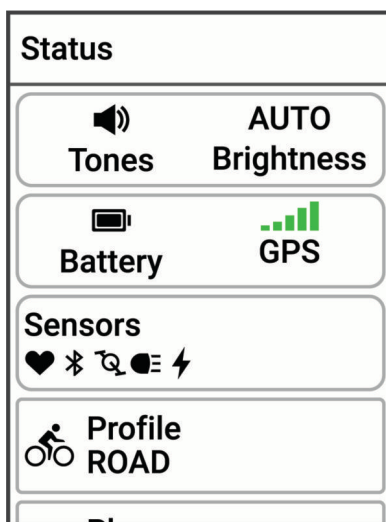 Status
AUTO
Tones Brightness
Battery GPS
Sensors
Profile
ROAD